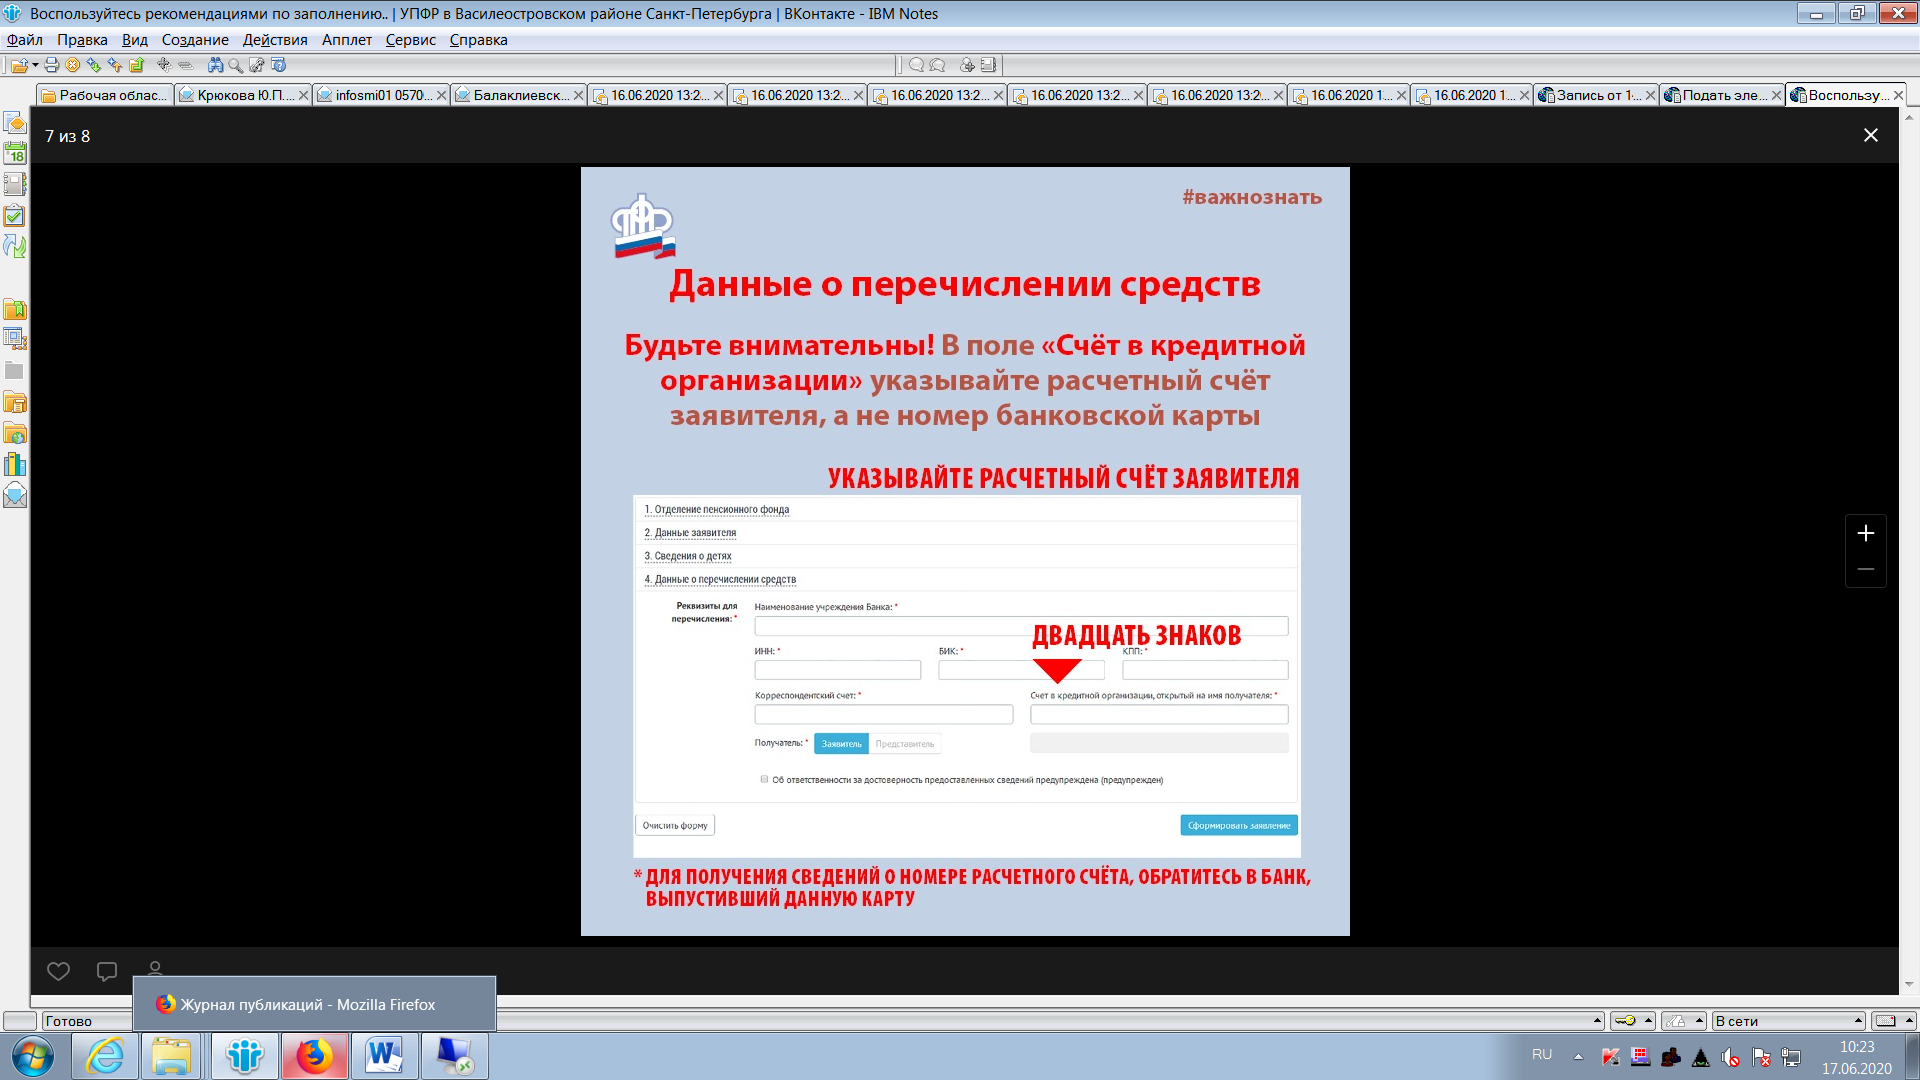 Воспользуйтесь рекомендациями по заполнению.. | УПФР в Василеостровском районе Санкт-Петербурга | ВКонтакте - IBM Notes
Файл Правка Вид Создание Действия Апплет Сервис Справка
Рабочая облас... Крюкова Ю.П.... infosmi01 0570... Балаклиевск... 16.06.2020 13:2... 16.06.2020 13:2... 16.06.2020 13:2... 16.06.2020 13:2... 16.06.2020 13:2... 16.06.2020 1... 16.06.2020 1... Запись от 1... Подать эле... Воспользу...
18
7 из 8
#важнознать
ПФР
Данные о перечислении средств
Будьте внимательны! В поле «Счёт в кредитной
организации» указывайте расчетный счёт
заявителя, а не номер банковской карты
УКАЗЫВАЙТЕ РАСЧЕТНЫЙ СЧЁТ ЗАЯВИТЕЛЯ
1. Отделение пенсионного фонда
2. Данные заявителя
3. Сведения о детях
4. Данные о перечислении средств
Реквизиты для
перечисления: *
Наименование учреждения Банка: *
ДВАДЦАТЬ ЗНАКОВ
ИНН: * БИК: * КПП: *
Корреспондентский счет: * Счет в кредитной организации, открытый на имя получателя: *
Получатель: * Заявитель Представитель
Об ответственности за достоверность предоставленных сведений предупреждена (предупрежден)
Очистить форму Сформировать заявление
* ДЛЯ ПОЛУЧЕНИЯ СВЕДЕНИЙ О НОМЕРЕ РАСЧЕТНОГО СЧЁТА, ОБРАТИТЕСЬ В БАНК,
ВЫПУСТИВШИЙ ДАННУЮ КАРТУ
Журнал публикаций - Mozilla Firefox
Готово В сети
RU
10:23
17.06.2020